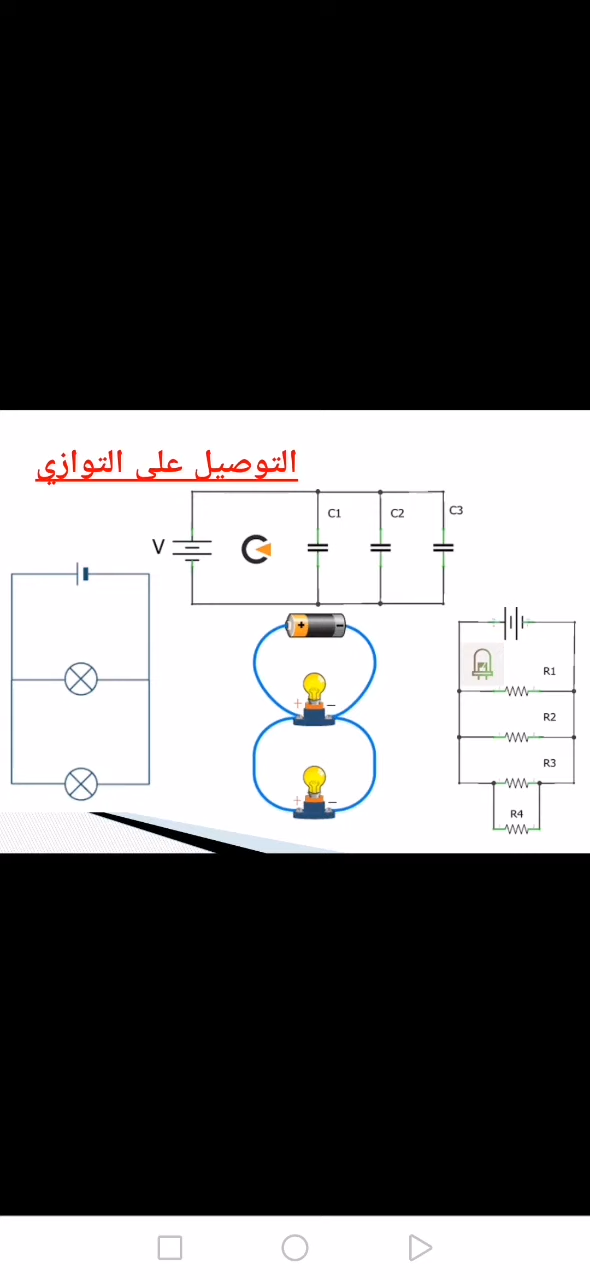 التوصيل على التوازي
C1
C2
C3
V
+
−
R1
+
−
R2
R3
+
−
R4